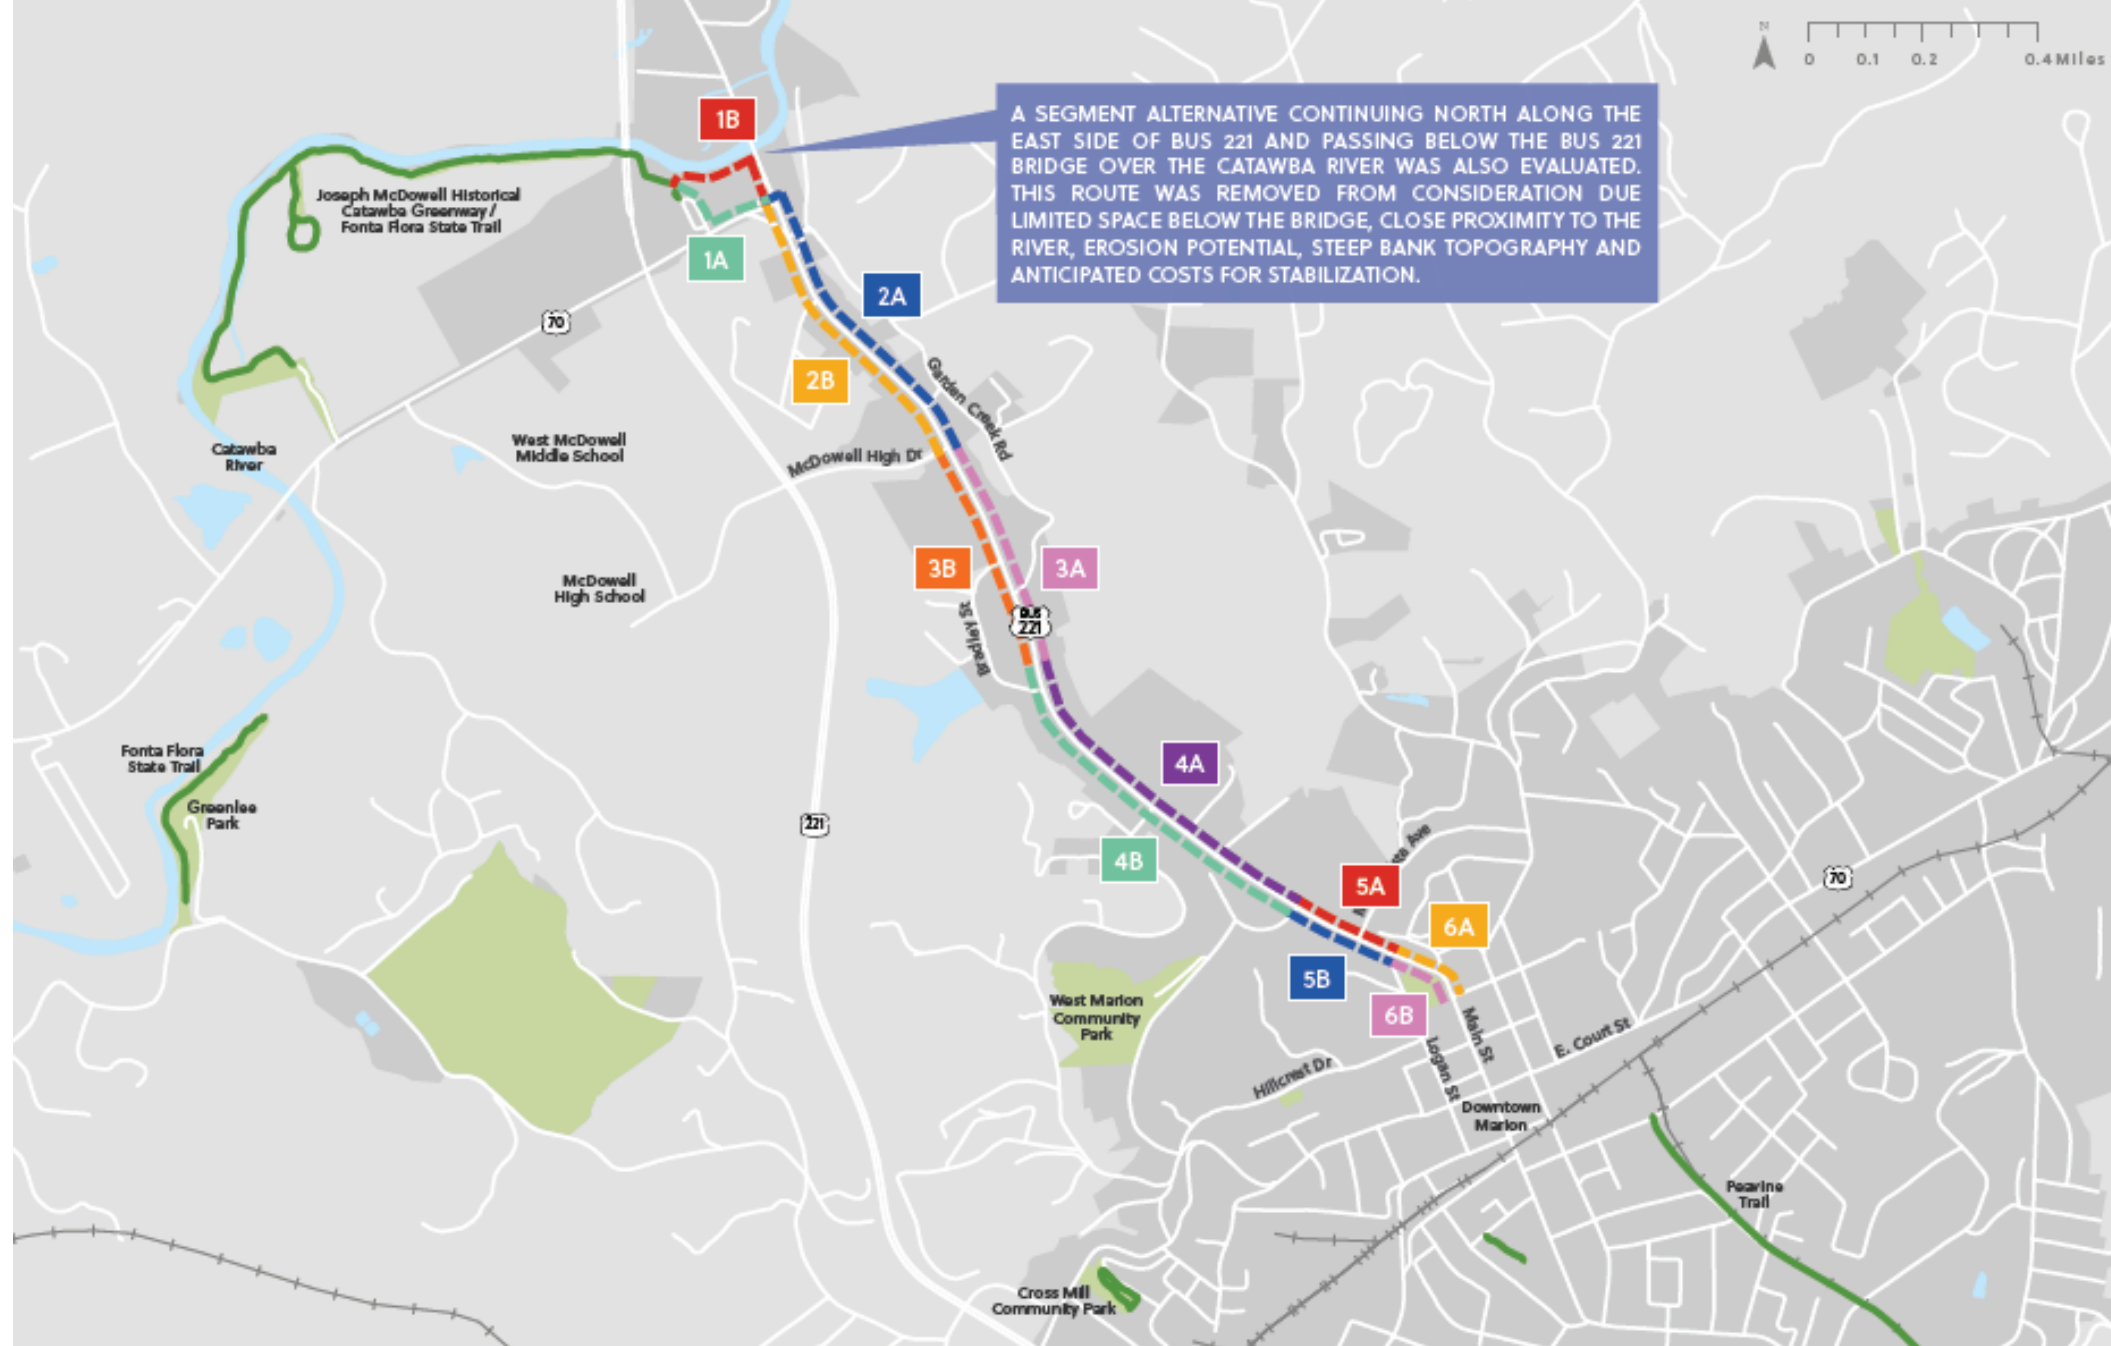 N
0 0.1 0.2 0.4 Miles
A SEGMENT ALTERNATIVE CONTINUING NORTH ALONG THE
EAST SIDE OF BUS 221 AND PASSING BELOW THE BUS 221
BRIDGE OVER THE CATAWBA RIVER WAS ALSO EVALUATED.
THIS ROUTE WAS REMOVED FROM CONSIDERATION DUE
LIMITED SPACE BELOW THE BRIDGE, CLOSE PROXIMITY TO THE
RIVER, EROSION POTENTIAL, STEEP BANK TOPOGRAPHY AND
ANTICIPATED COSTS FOR STABILIZATION.
1B
Joseph McDowell Historical
Catawba Greenway/
Fonta Flora State Trail
1A
2A
70
2B
Garden Creek Rd
Catawba
River
West McDowell
Middle School
McDowell High Dr
3B
3A
McDowell
High School
BUS
221
Bradley St
Fonta Flora
State Trail
4A
Greenlee
Park
221
4B
5A
70
6A
5B
West Marion
Community
Park
6B
Main St
E. Court St
Logan St
Hillcrest Dr
Downtown
Marion
Peavine
Trail
Cross Mill
Community Park